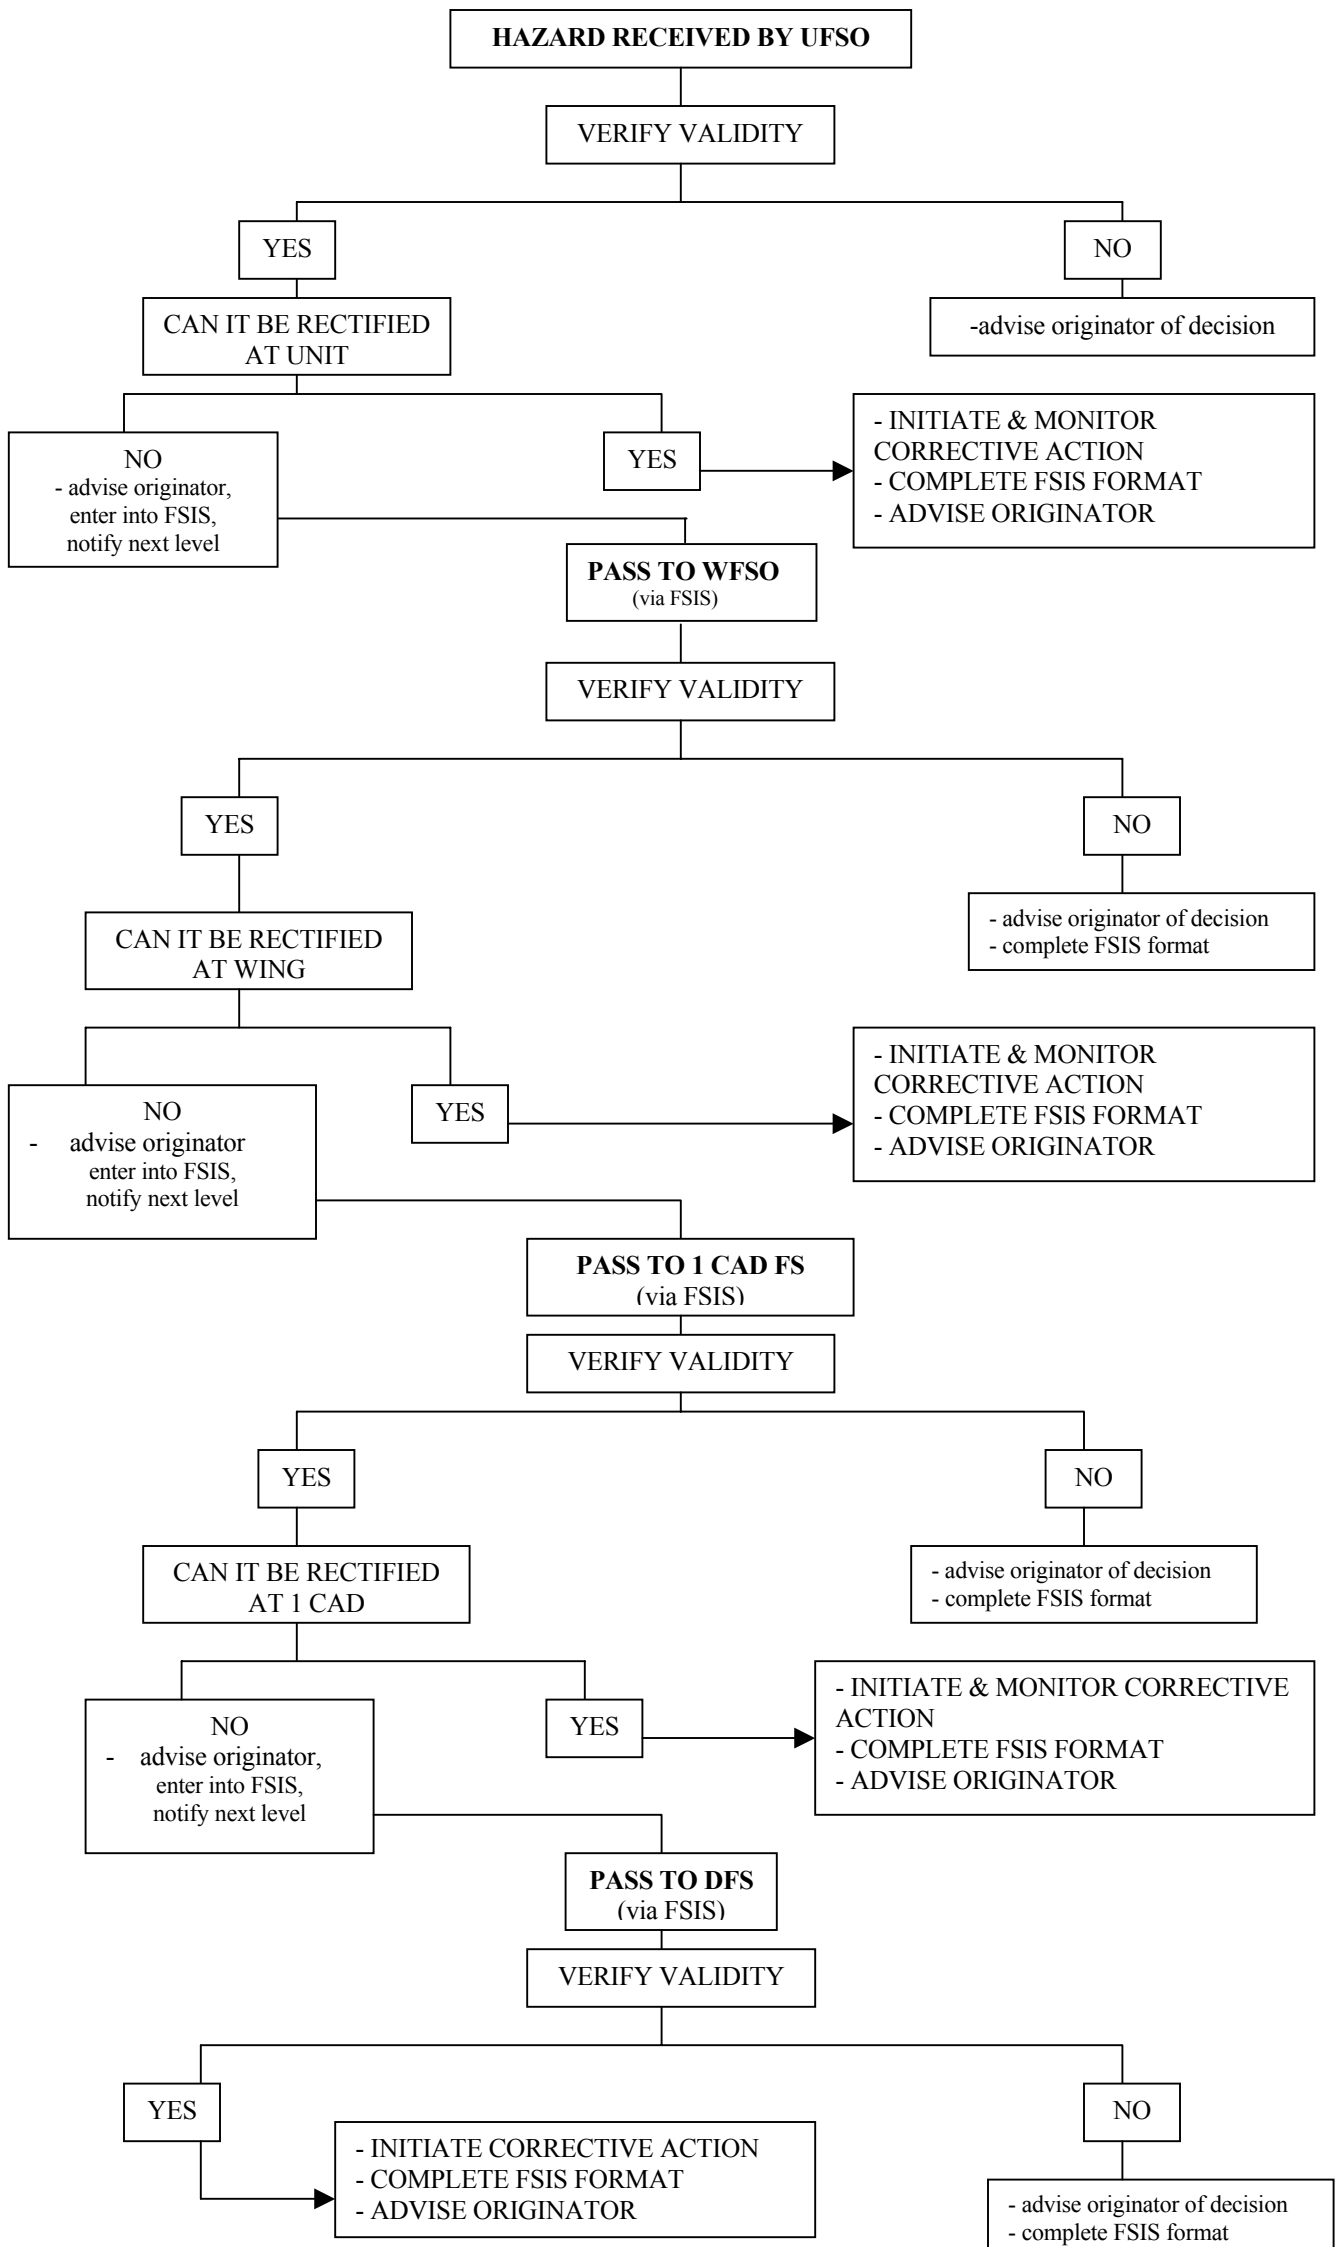 HAZARD RECEIVED BY UFSO
VERIFY VALIDITY
YES
NO
CAN IT BE RECTIFIED
AT UNIT
-advise originator of decision
NO
- advise originator,
enter into FSIS,
notify next level
YES
- INITIATE & MONITOR
CORRECTIVE ACTION
- COMPLETE FSIS FORMAT
- ADVISE ORIGINATOR
PASS TO WFSO
(via FSIS)
VERIFY VALIDITY
YES
NO
CAN IT BE RECTIFIED
AT WING
- advise originator of decision
- complete FSIS format
NO
- advise originator
enter into FSIS,
notify next level
YES
- INITIATE & MONITOR
CORRECTIVE ACTION
- COMPLETE FSIS FORMAT
- ADVISE ORIGINATOR
PASS TO 1 CAD FS
(via FSIS)
VERIFY VALIDITY
YES
NO
CAN IT BE RECTIFIED
AT 1 CAD
- advise originator of decision
- complete FSIS format
NO
- advise originator,
enter into FSIS,
notify next level
YES
- INITIATE & MONITOR CORRECTIVE
ACTION
- COMPLETE FSIS FORMAT
- ADVISE ORIGINATOR
PASS TO DFS
(via FSIS)
VERIFY VALIDITY
YES
NO
- INITIATE CORRECTIVE ACTION
- COMPLETE FSIS FORMAT
- ADVISE ORIGINATOR
- advise originator of decision
- complete FSIS format